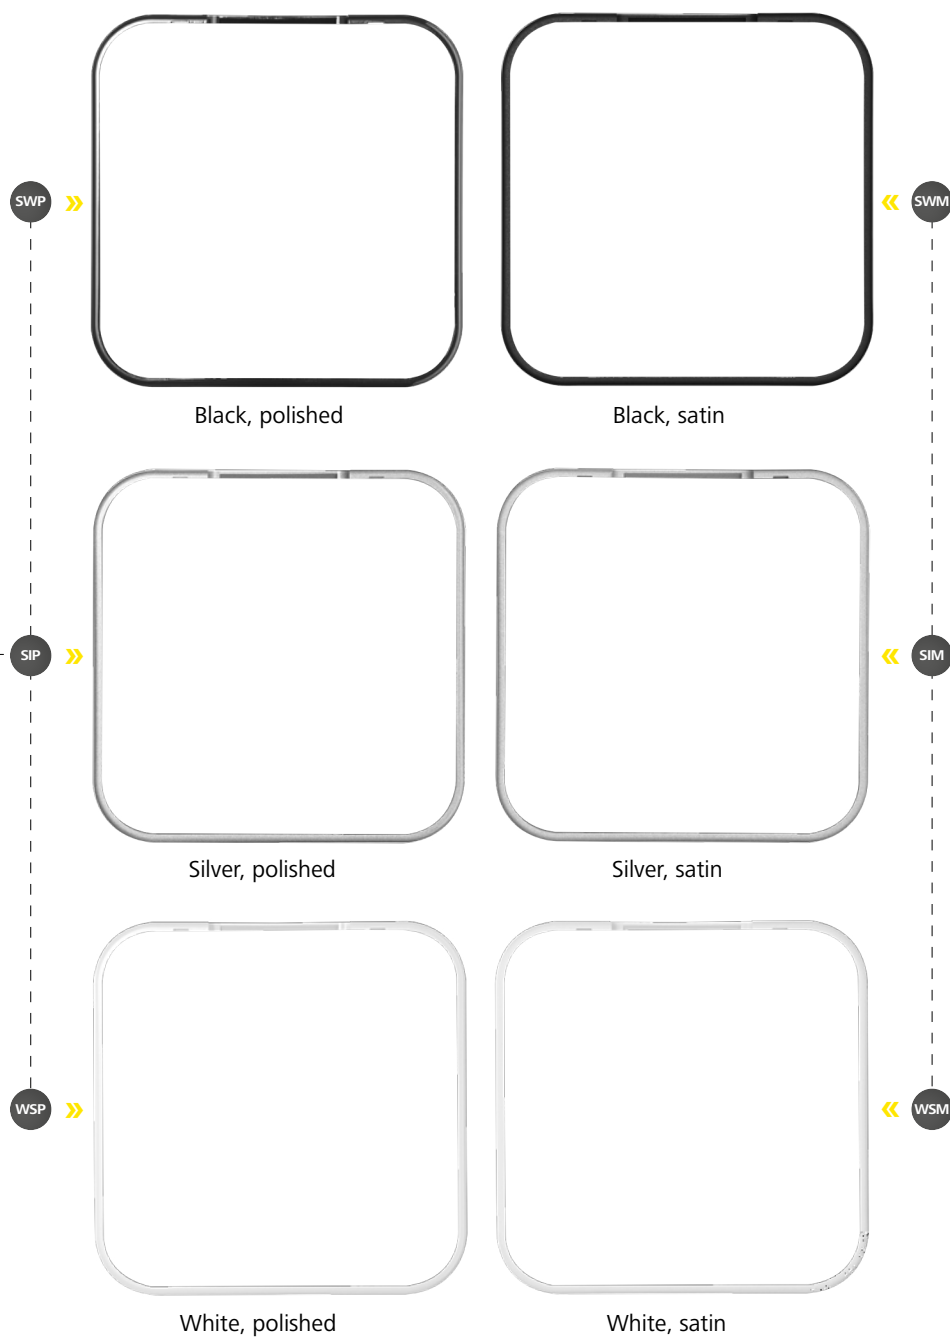 SWP
SWM
Black, polished
Black, satin
SIP
SIM
Silver, polished
Silver, satin
WSP
WSM
White, polished
White, satin